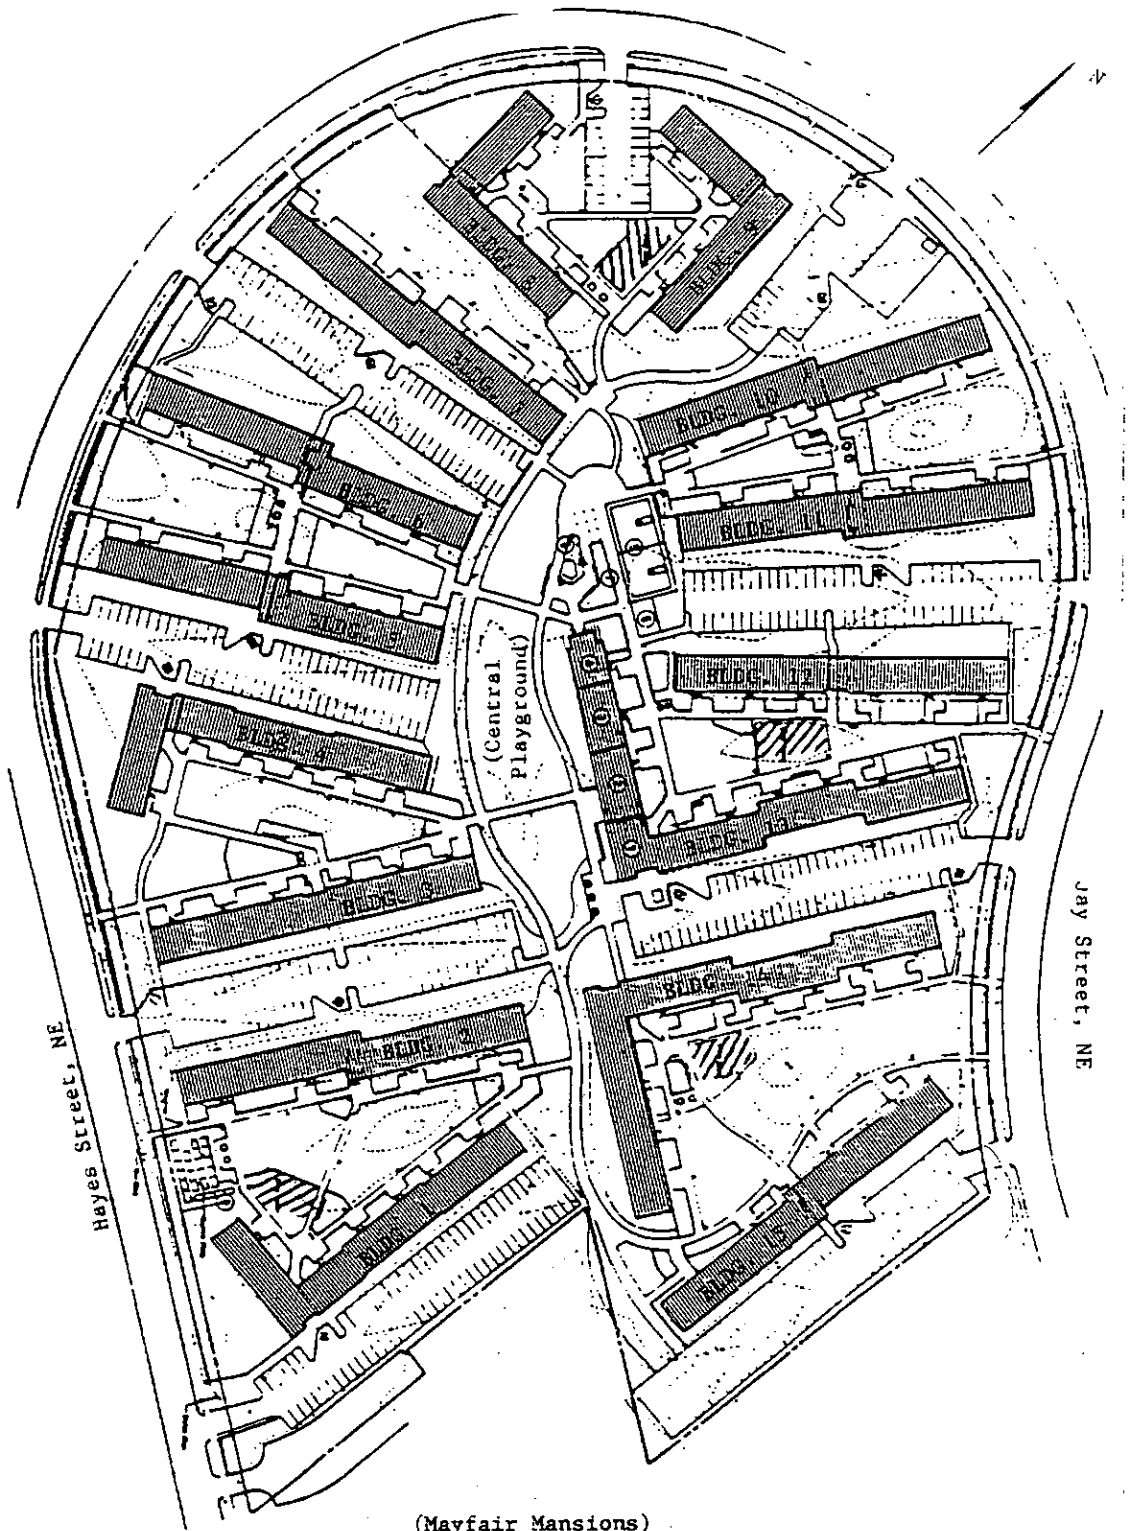 N
BLDG. 8
BLDG. 9
BLDG. 7
BLDG. 10
BLDG. 6
BLDG. 11
BLDG. 5
BLDG. 12
(Central
Playground)
BLDG. 4
BLDG. 13
BLDG. 3
BLDG. 14
BLDG. 2
BLDG. 1
BLDG. 15
Hayes Street, NE
Jay Street, NE
(Mayfair Mansions)